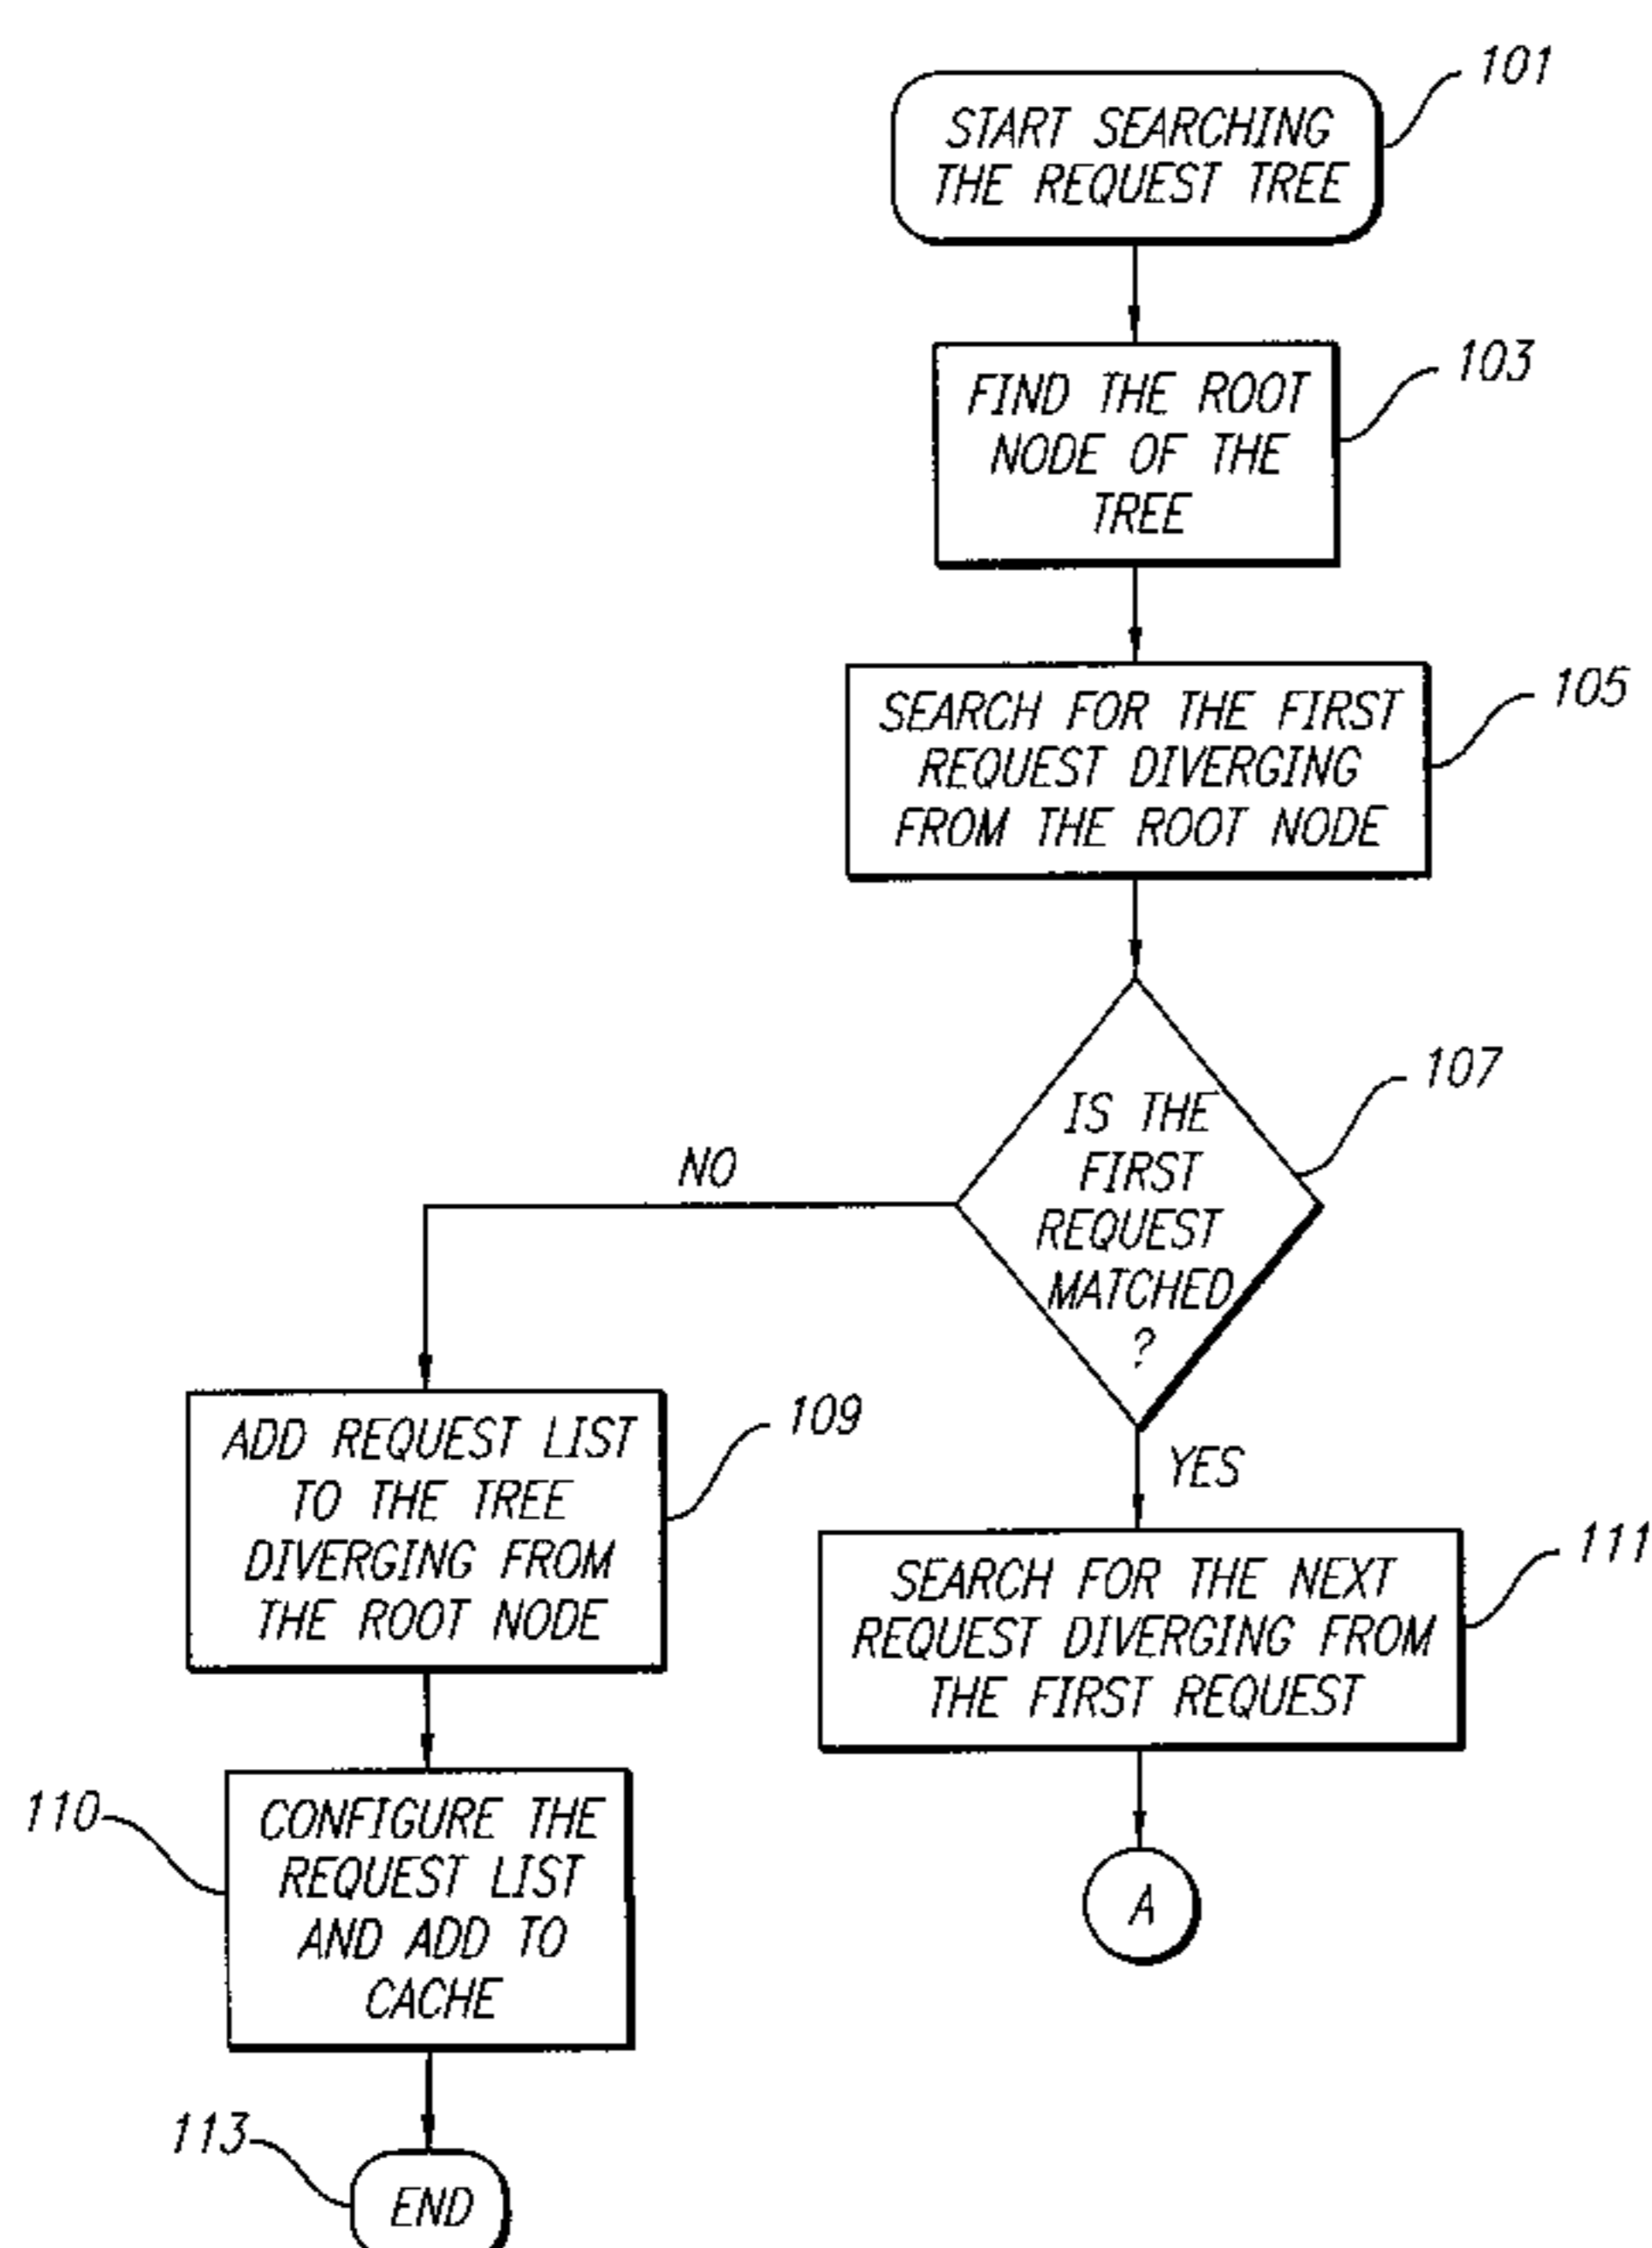 101
START SEARCHING
THE REQUEST TREE
103
FIND THE ROOT
NODE OF THE
TREE
105
SEARCH FOR THE FIRST
REQUEST DIVERGING
FROM THE ROOT NODE
107
IS THE
FIRST
REQUEST
MATCHED
?
NO
YES
109
ADD REQUEST LIST
TO THE TREE
DIVERGING FROM
THE ROOT NODE
111
SEARCH FOR THE NEXT
REQUEST DIVERGING FROM
THE FIRST REQUEST
110
CONFIGURE THE
REQUEST LIST
AND ADD TO
CACHE
A
113
END